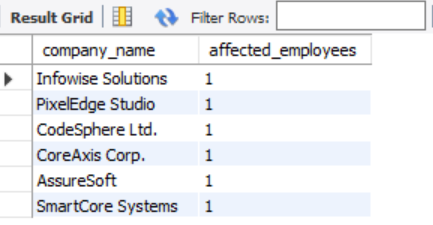 Result Grid Filter Rows:
company_name affected_employees
Infowise Solutions 1
PixelEdge Studio 1
CodeSphere Ltd. 1
CoreAxis Corp. 1
AssureSoft 1
SmartCore Systems 1